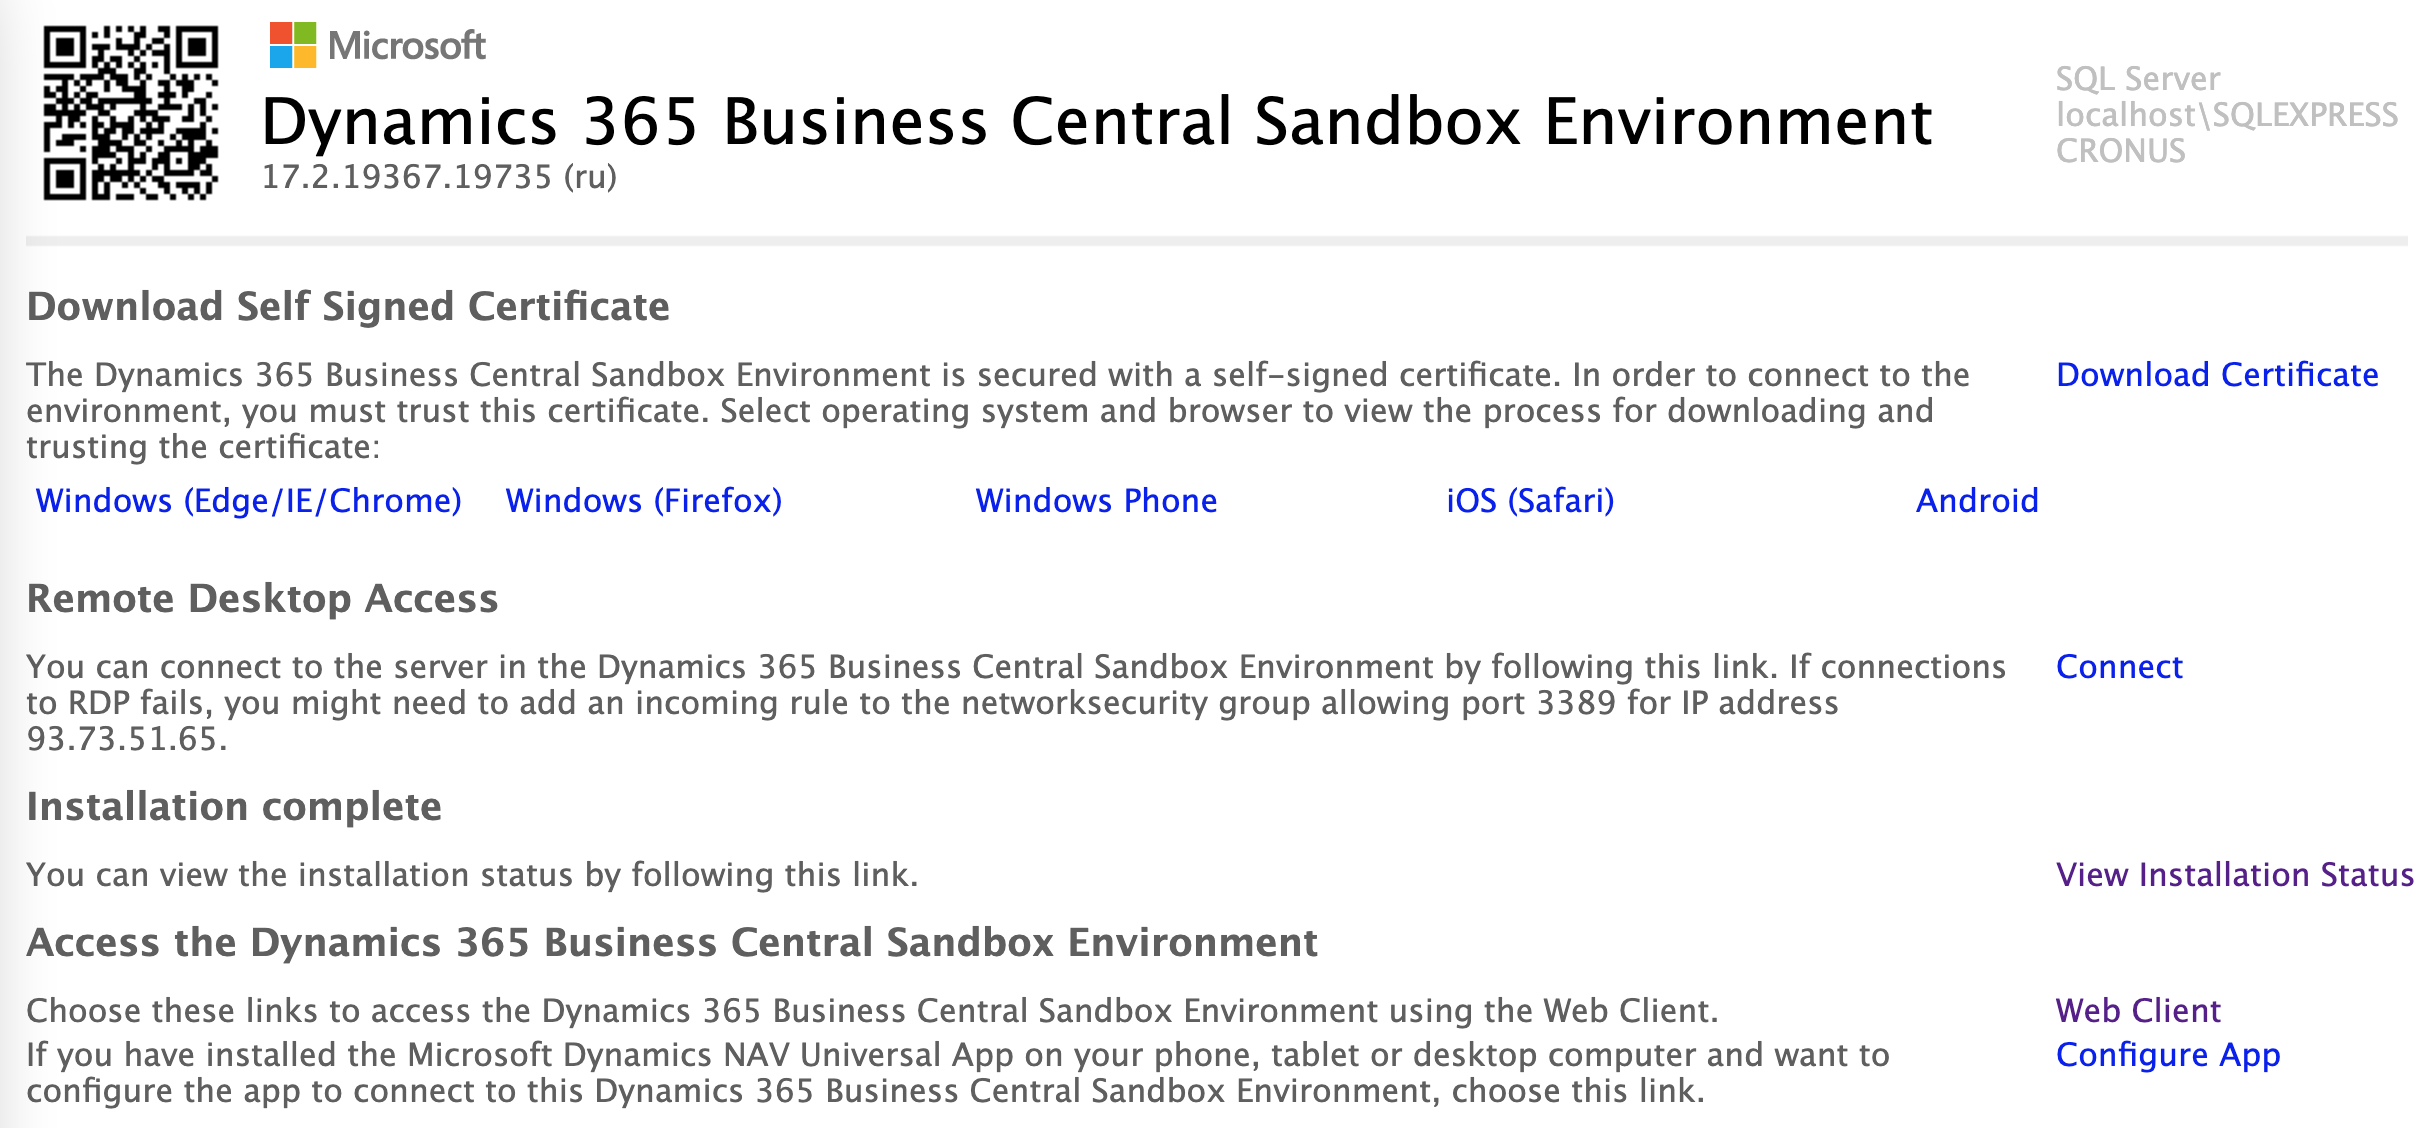 Microsoft
Dynamics 365 Business Central Sandbox Environment
17.2.19367.19735 (ru)
SQL Server
localhost\SQLEXPRESS
CRONUS
Download Self Signed Certificate
The Dynamics 365 Business Central Sandbox Environment is secured with a self-signed certificate. In order to connect to the
environment, you must trust this certificate. Select operating system and browser to view the process for downloading and
trusting the certificate:
Download Certificate
Windows (Edge/IE/Chrome) Windows (Firefox) Windows Phone iOS (Safari) Android
Remote Desktop Access
You can connect to the server in the Dynamics 365 Business Central Sandbox Environment by following this link. If connections
to RDP fails, you might need to add an incoming rule to the networksecurity group allowing port 3389 for IP address
93.73.51.65.
Connect
Installation complete
You can view the installation status by following this link.
View Installation Status
Access the Dynamics 365 Business Central Sandbox Environment
Choose these links to access the Dynamics 365 Business Central Sandbox Environment using the Web Client.
Web Client
If you have installed the Microsoft Dynamics NAV Universal App on your phone, tablet or desktop computer and want to
configure the app to connect to this Dynamics 365 Business Central Sandbox Environment, choose this link.
Configure App